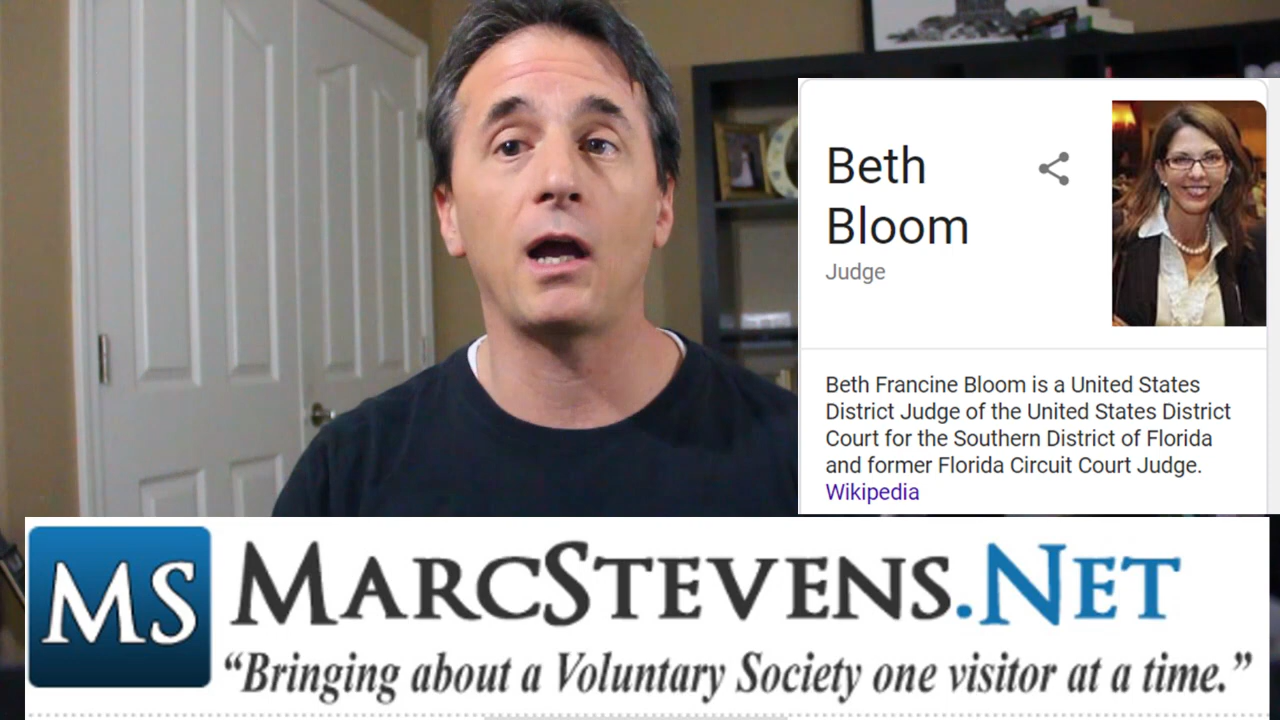 Beth
Bloom
Judge
Beth Francine Bloom is a United States
District Judge of the United States District
Court for the Southern District of Florida
and former Florida Circuit Court Judge.
Wikipedia
MS MARCSTEVENS.NET
“Bringing about a Voluntary Society one visitor at a time.”